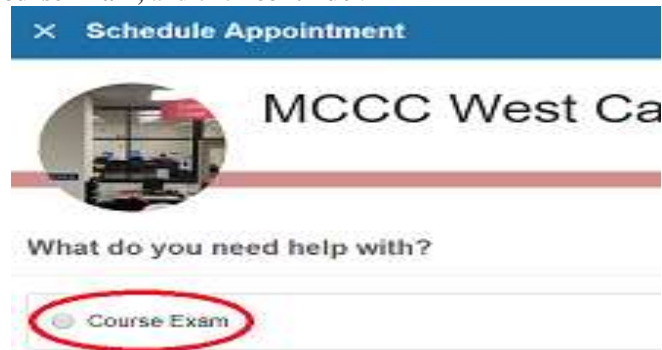 × Schedule Appointment
MCCC West Ca
What do you need help with?
Course Exam